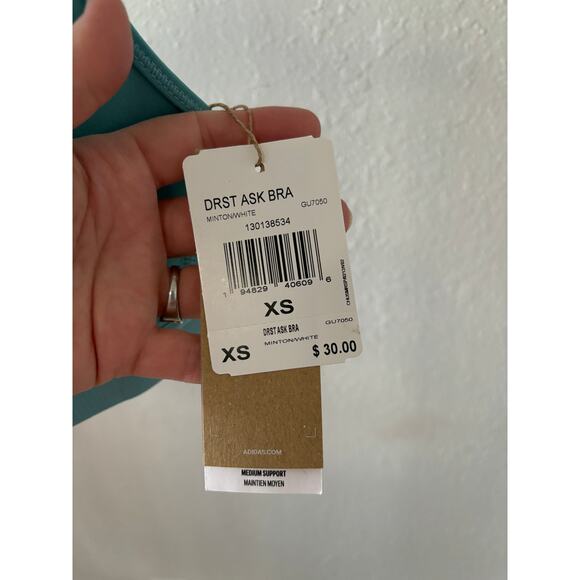 DRST ASK BRA
MINTON/WHITE GU7050
130138534
1 94829 40609 6
XS
DRST ASK BRA
MINTON/WHITE GU7050
XS $ 30.00
ADIDAS.COM
MEDIUM SUPPORT
MAINTIEN MOYEN